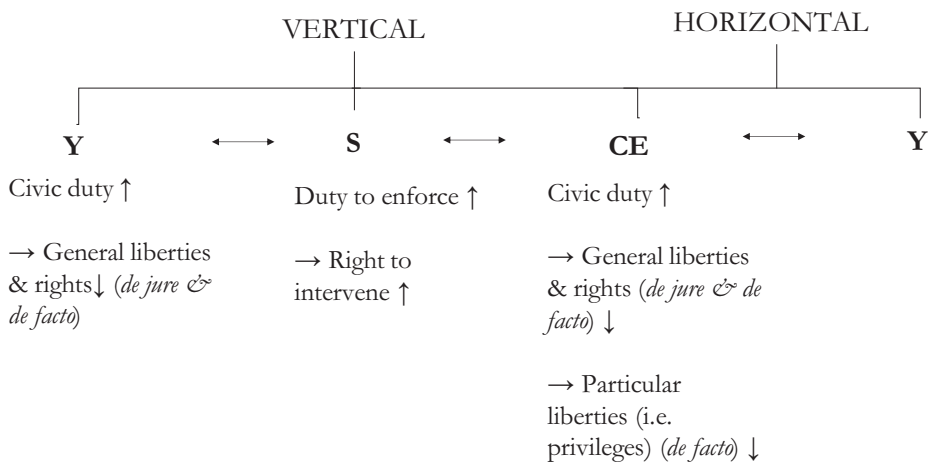 VERTICAL
HORIZONTAL
Y
S
CE
Y
Civic duty ↑
→ General liberties
& rights↓ (de jure &
de facto)
Duty to enforce ↑
→ Right to
intervene ↑
Civic duty ↑
→ General liberties
& rights (de jure & de
facto) ↓
→ Particular
liberties (i.e.
privileges) (de facto) ↓